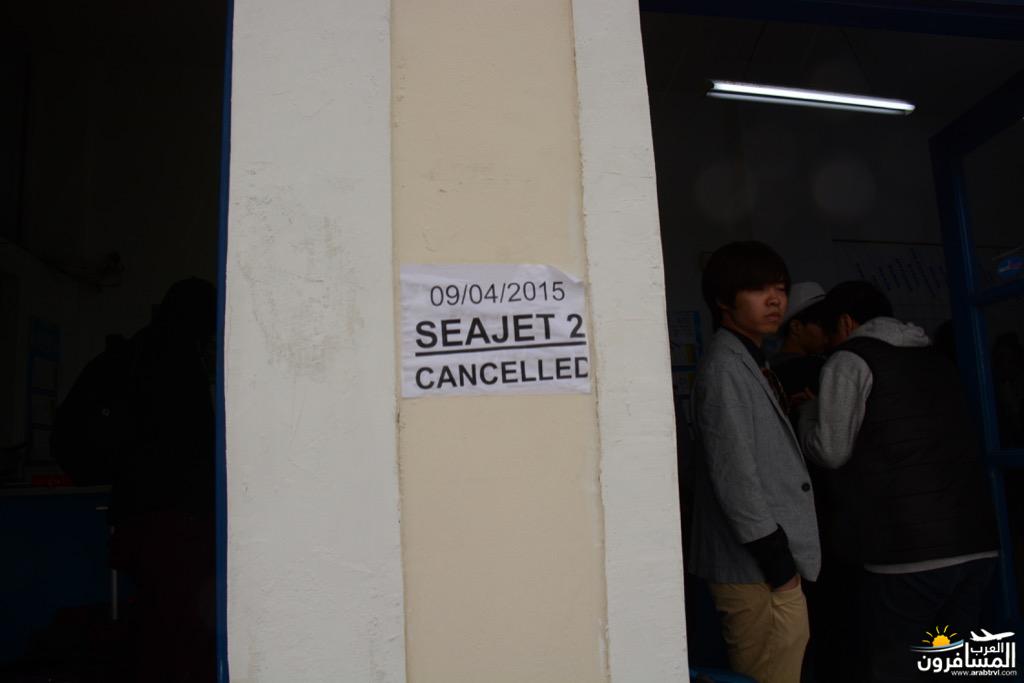 09/04/2015
SEAJET 2
CANCELLED
العرب
المسافرون
www.arabtrvl.com